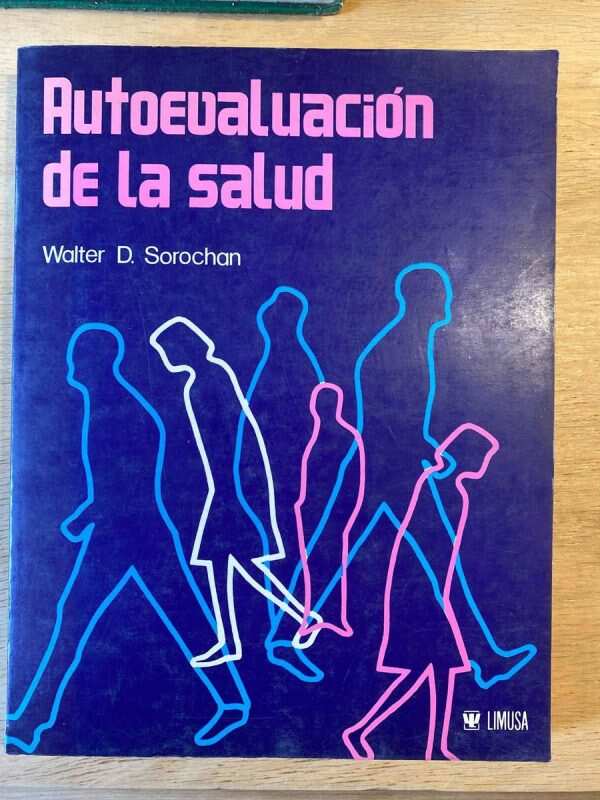 Autoevaluación
de la salud
Walter D. Sorochan
LIMUSA